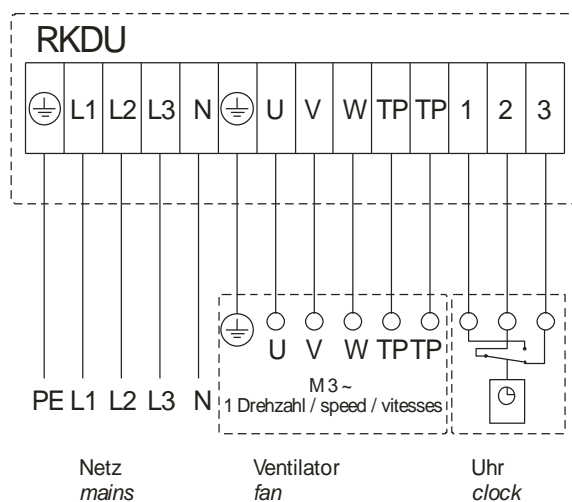 RKDU
L1 L2 L3 N U V W TP TP 1 2 3
U V W TP TP
PE L1 L2 L3 N
M 3 ~
1 Drehzahl / speed / vitesses
Netz
mains
Ventilator
fan
Uhr
clock